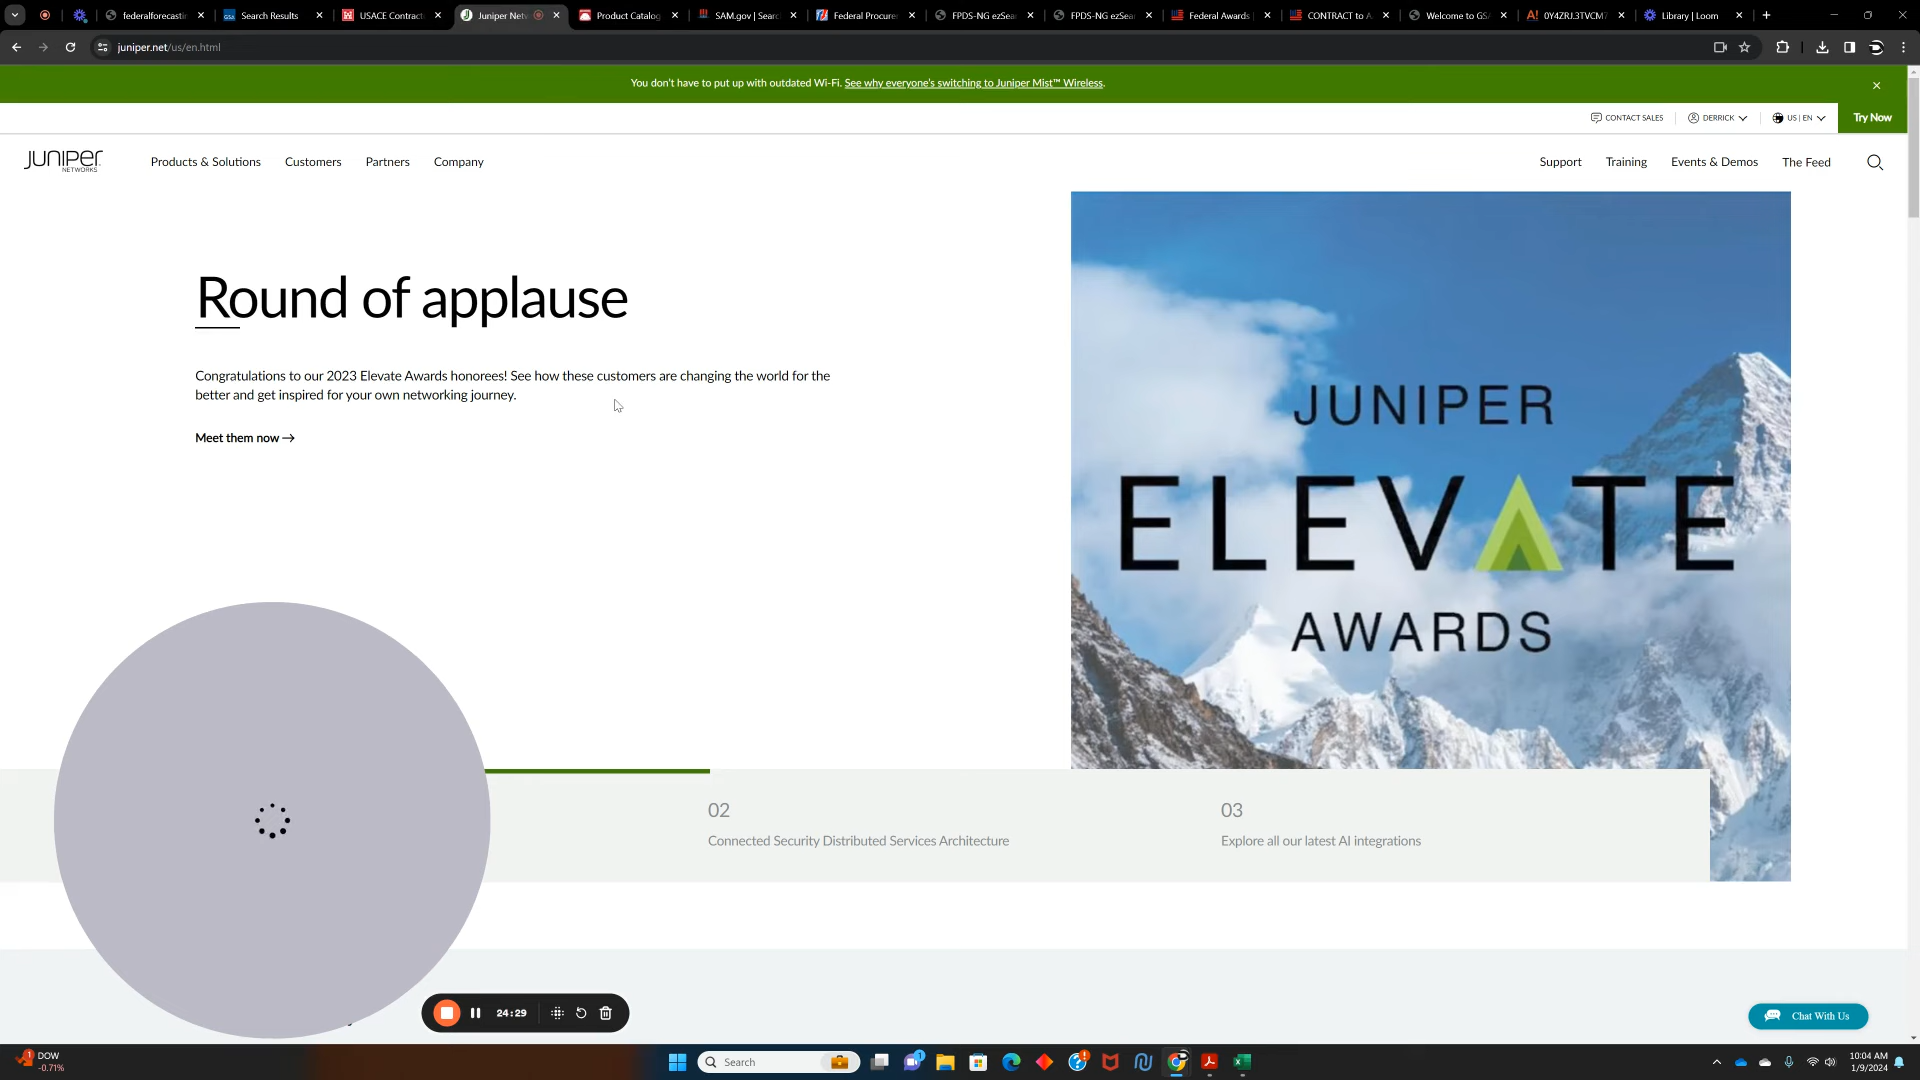 federalforecastin
Search Results
USACE Contract
Juniper Netw
Product Catalog
SAM.gov | Searc
Federal Procure
FPDS-NG ezSea
FPDS-NG ezSea
Federal Awards
CONTRACT to A
Welcome to GS
0Y4ZRJ.3TVCM7
Library | Loom
juniper.net/us/en.html
You don't have to put up with outdated Wi-Fi. See why everyone's switching to Juniper Mist™ Wireless.
CONTACT SALES
DERRICK
US | EN
Try Now
JUNIPER
NETWORKS
Products & Solutions
Customers
Partners
Company
Support
Training
Events & Demos
The Feed
Round of applause
Congratulations to our 2023 Elevate Awards honorees! See how these customers are changing the world for the
better and get inspired for your own networking journey.
Meet them now →
JUNIPER
ELEVATE
AWARDS
02
Connected Security Distributed Services Architecture
03
Explore all our latest AI integrations
24:29
Chat With Us
DOW
-0.71%
Search
10:04 AM
1/9/2024